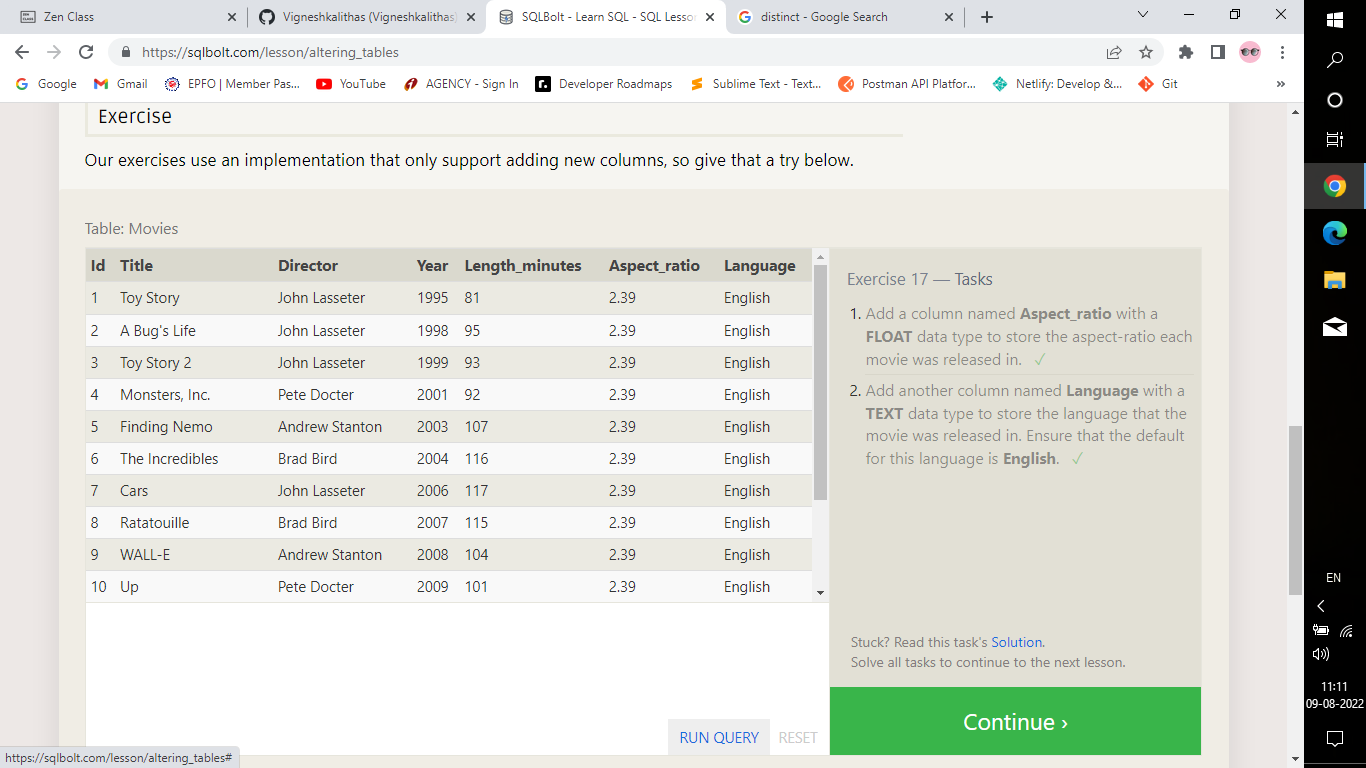 Zen Class
Vigneshkalithas (Vigneshkalithas)
SQLBolt - Learn SQL - SQL Lesson
distinct - Google Search
https://sqlbolt.com/lesson/altering_tables
Google
Gmail
EPFO | Member Pas...
YouTube
AGENCY - Sign In
Developer Roadmaps
Sublime Text - Text...
Postman API Platfor...
Netlify: Develop &...
Git
»
Exercise
Our exercises use an implementation that only support adding new columns, so give that a try below.
Table: Movies
Id Title Director Year Length_minutes Aspect_ratio Language
1 Toy Story John Lasseter 1995 81 2.39 English
2 A Bug's Life John Lasseter 1998 95 2.39 English
3 Toy Story 2 John Lasseter 1999 93 2.39 English
4 Monsters, Inc. Pete Docter 2001 92 2.39 English
5 Finding Nemo Andrew Stanton 2003 107 2.39 English
6 The Incredibles Brad Bird 2004 116 2.39 English
7 Cars John Lasseter 2006 117 2.39 English
8 Ratatouille Brad Bird 2007 115 2.39 English
9 WALL-E Andrew Stanton 2008 104 2.39 English
10 Up Pete Docter 2009 101 2.39 English
Exercise 17 — Tasks
1. Add a column named Aspect_ratio with a
FLOAT data type to store the aspect-ratio each
movie was released in. ✓
2. Add another column named Language with a
TEXT data type to store the language that the
movie was released in. Ensure that the default
for this language is English. ✓
Stuck? Read this task's Solution.
Solve all tasks to continue to the next lesson.
Continue ›
RUN QUERY
RESET
https://sqlbolt.com/lesson/altering_tables#
EN
11:11
09-08-2022